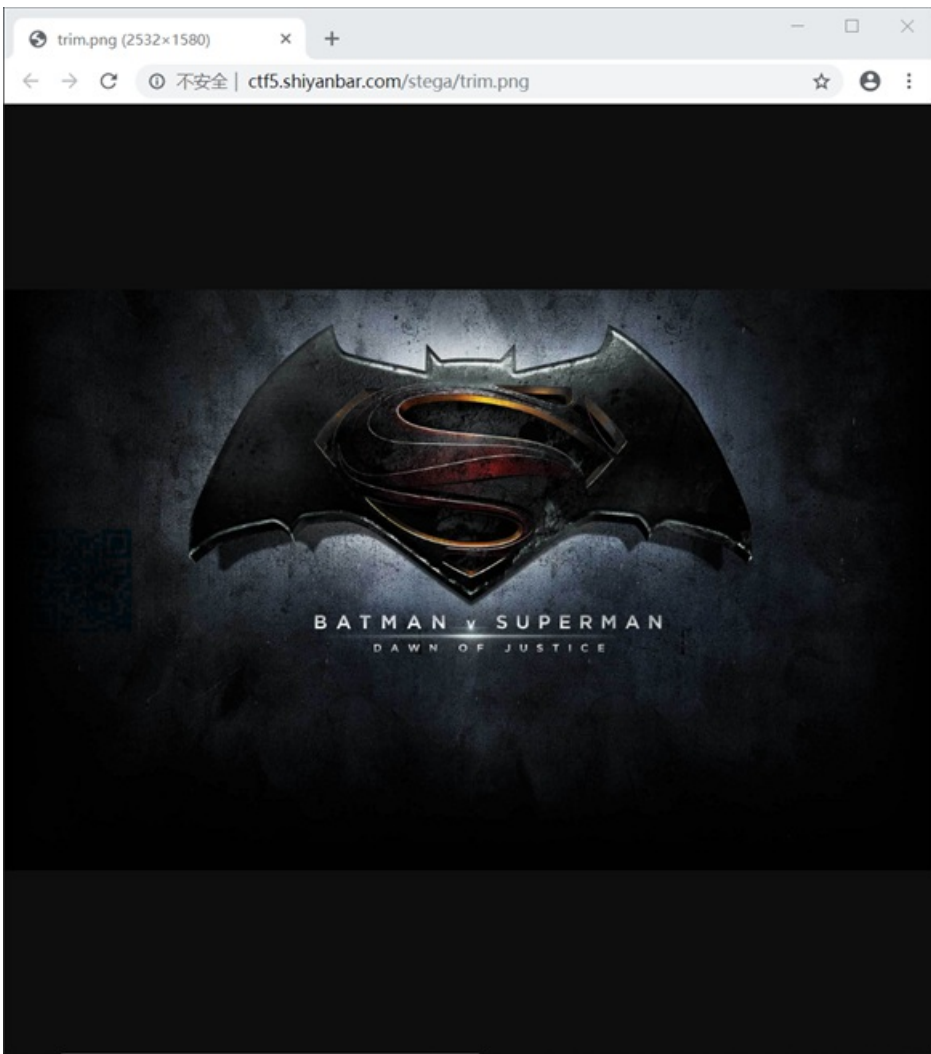 trim.png (2532×1580)
不安全 | ctf5.shiyanbar.com/stega/trim.png
BATMAN v SUPERMAN
DAWN OF JUSTICE